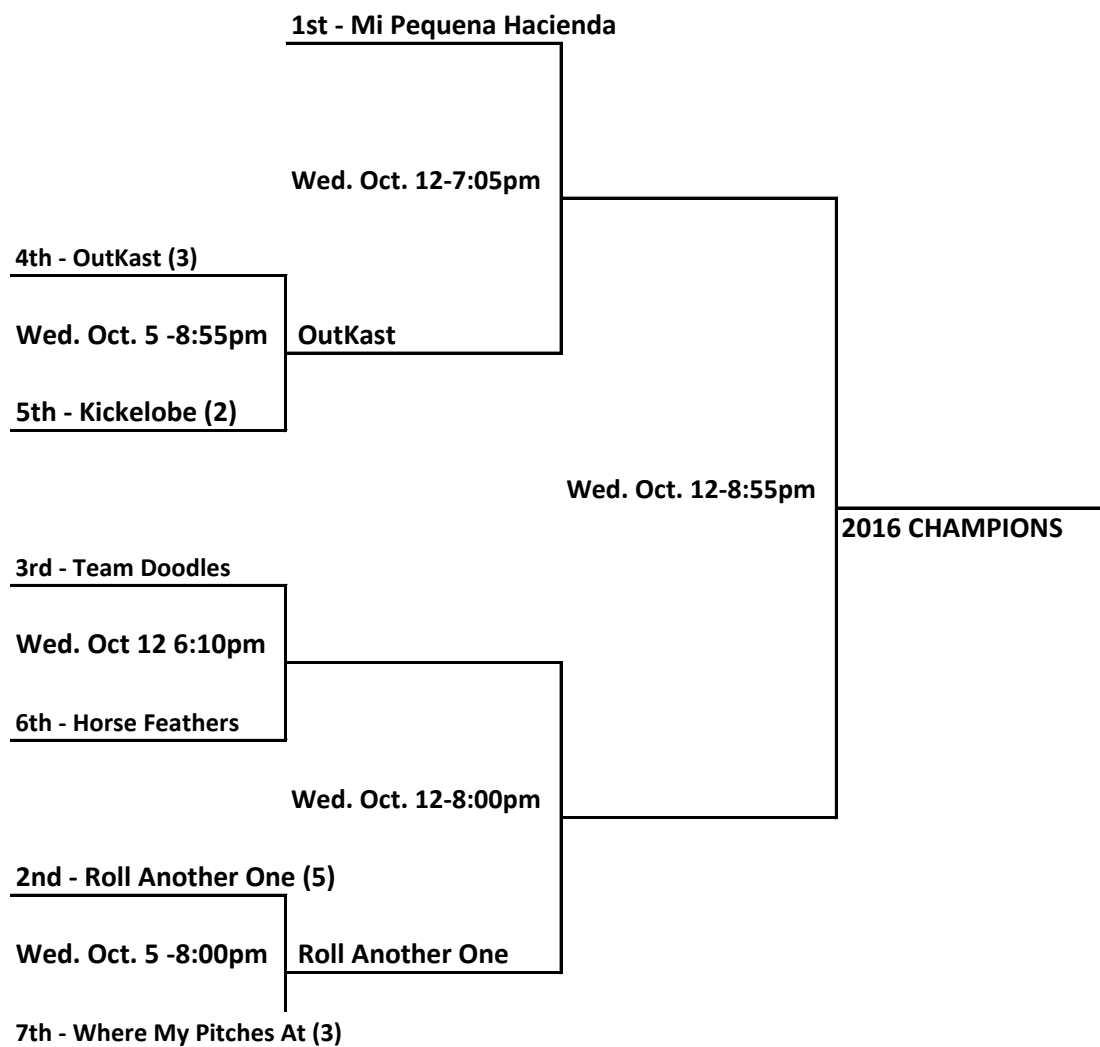 1st - Mi Pequena Hacienda
Wed. Oct. 12-7:05pm
4th - OutKast (3)
Wed. Oct. 5 -8:55pm
OutKast
5th - Kickelobe (2)
Wed. Oct. 12-8:55pm
2016 CHAMPIONS
3rd - Team Doodles
Wed. Oct 12 6:10pm
6th - Horse Feathers
Wed. Oct. 12-8:00pm
2nd - Roll Another One (5)
Wed. Oct. 5 -8:00pm
Roll Another One
7th - Where My Pitches At (3)